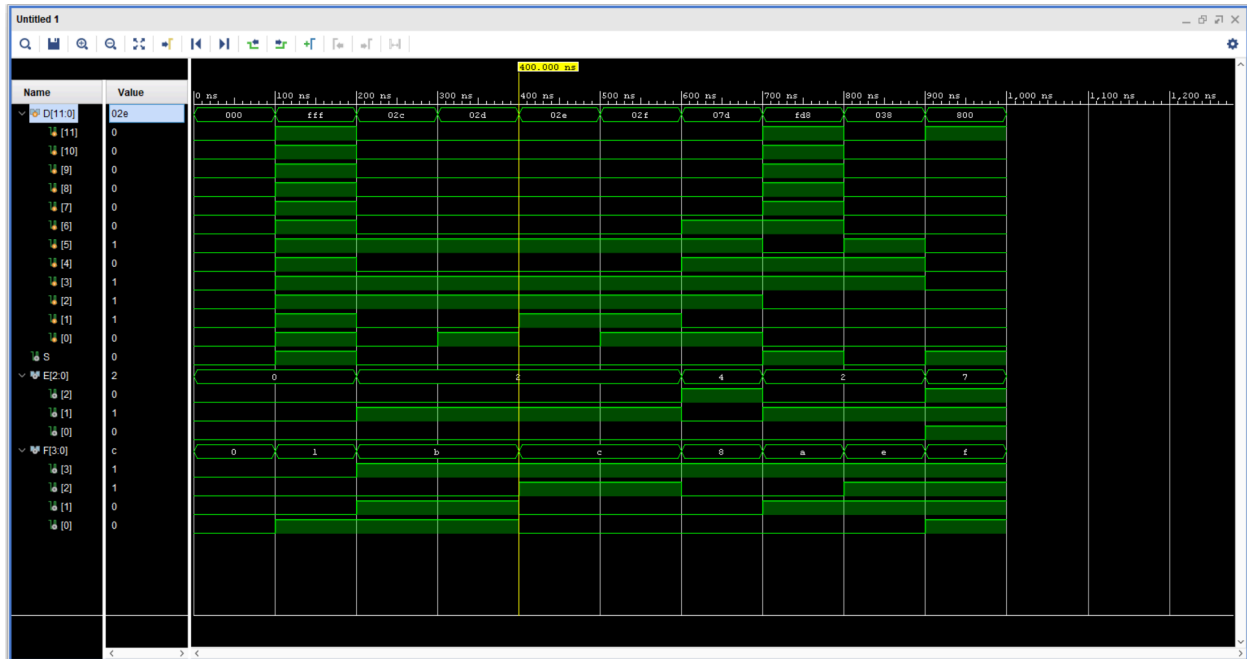 Untitled 1
400.000 ns
Name Value 0 ns 100 ns 200 ns 300 ns 400 ns 500 ns 600 ns 700 ns 800 ns 900 ns 1,000 ns 1,100 ns 1,200 ns
D[11:0] 02e 000 fff 02c 02d 02e 02f 07d fd8 038 800
[11] 0
[10] 0
[9] 0
[8] 0
[7] 0
[6] 0
[5] 1
[4] 0
[3] 1
[2] 1
[1] 1
[0] 0
S 0
E[2:0] 2 0 2 4 2 7
[2] 0
[1] 1
[0] 0
F[3:0] c 0 1 b c 8 a e f
[3] 1
[2] 1
[1] 0
[0] 0